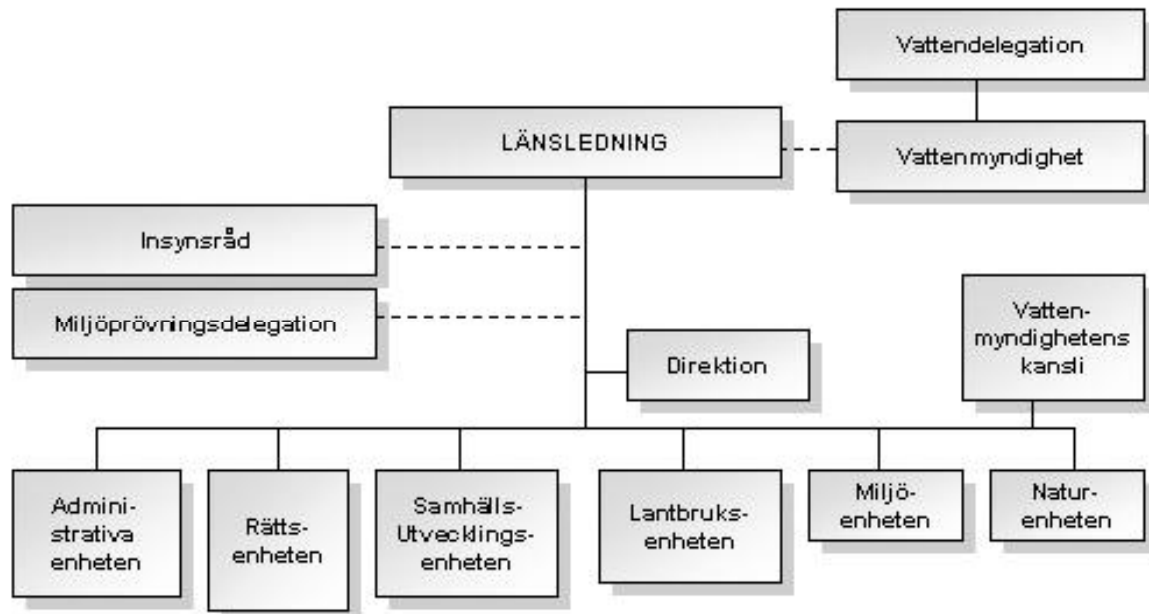 Vattendelegation
LÄNSLEDNING
Vattenmyndighet
Insynsråd
Miljöprövningsdelegation
Vatten-
myndighetens
kansli
Direktion
Admini-
strativa
enheten
Rätts-
enheten
Samhälls-
Utvecklings-
enheten
Lantbruks-
enheten
Miljö-
enheten
Natur-
enheten